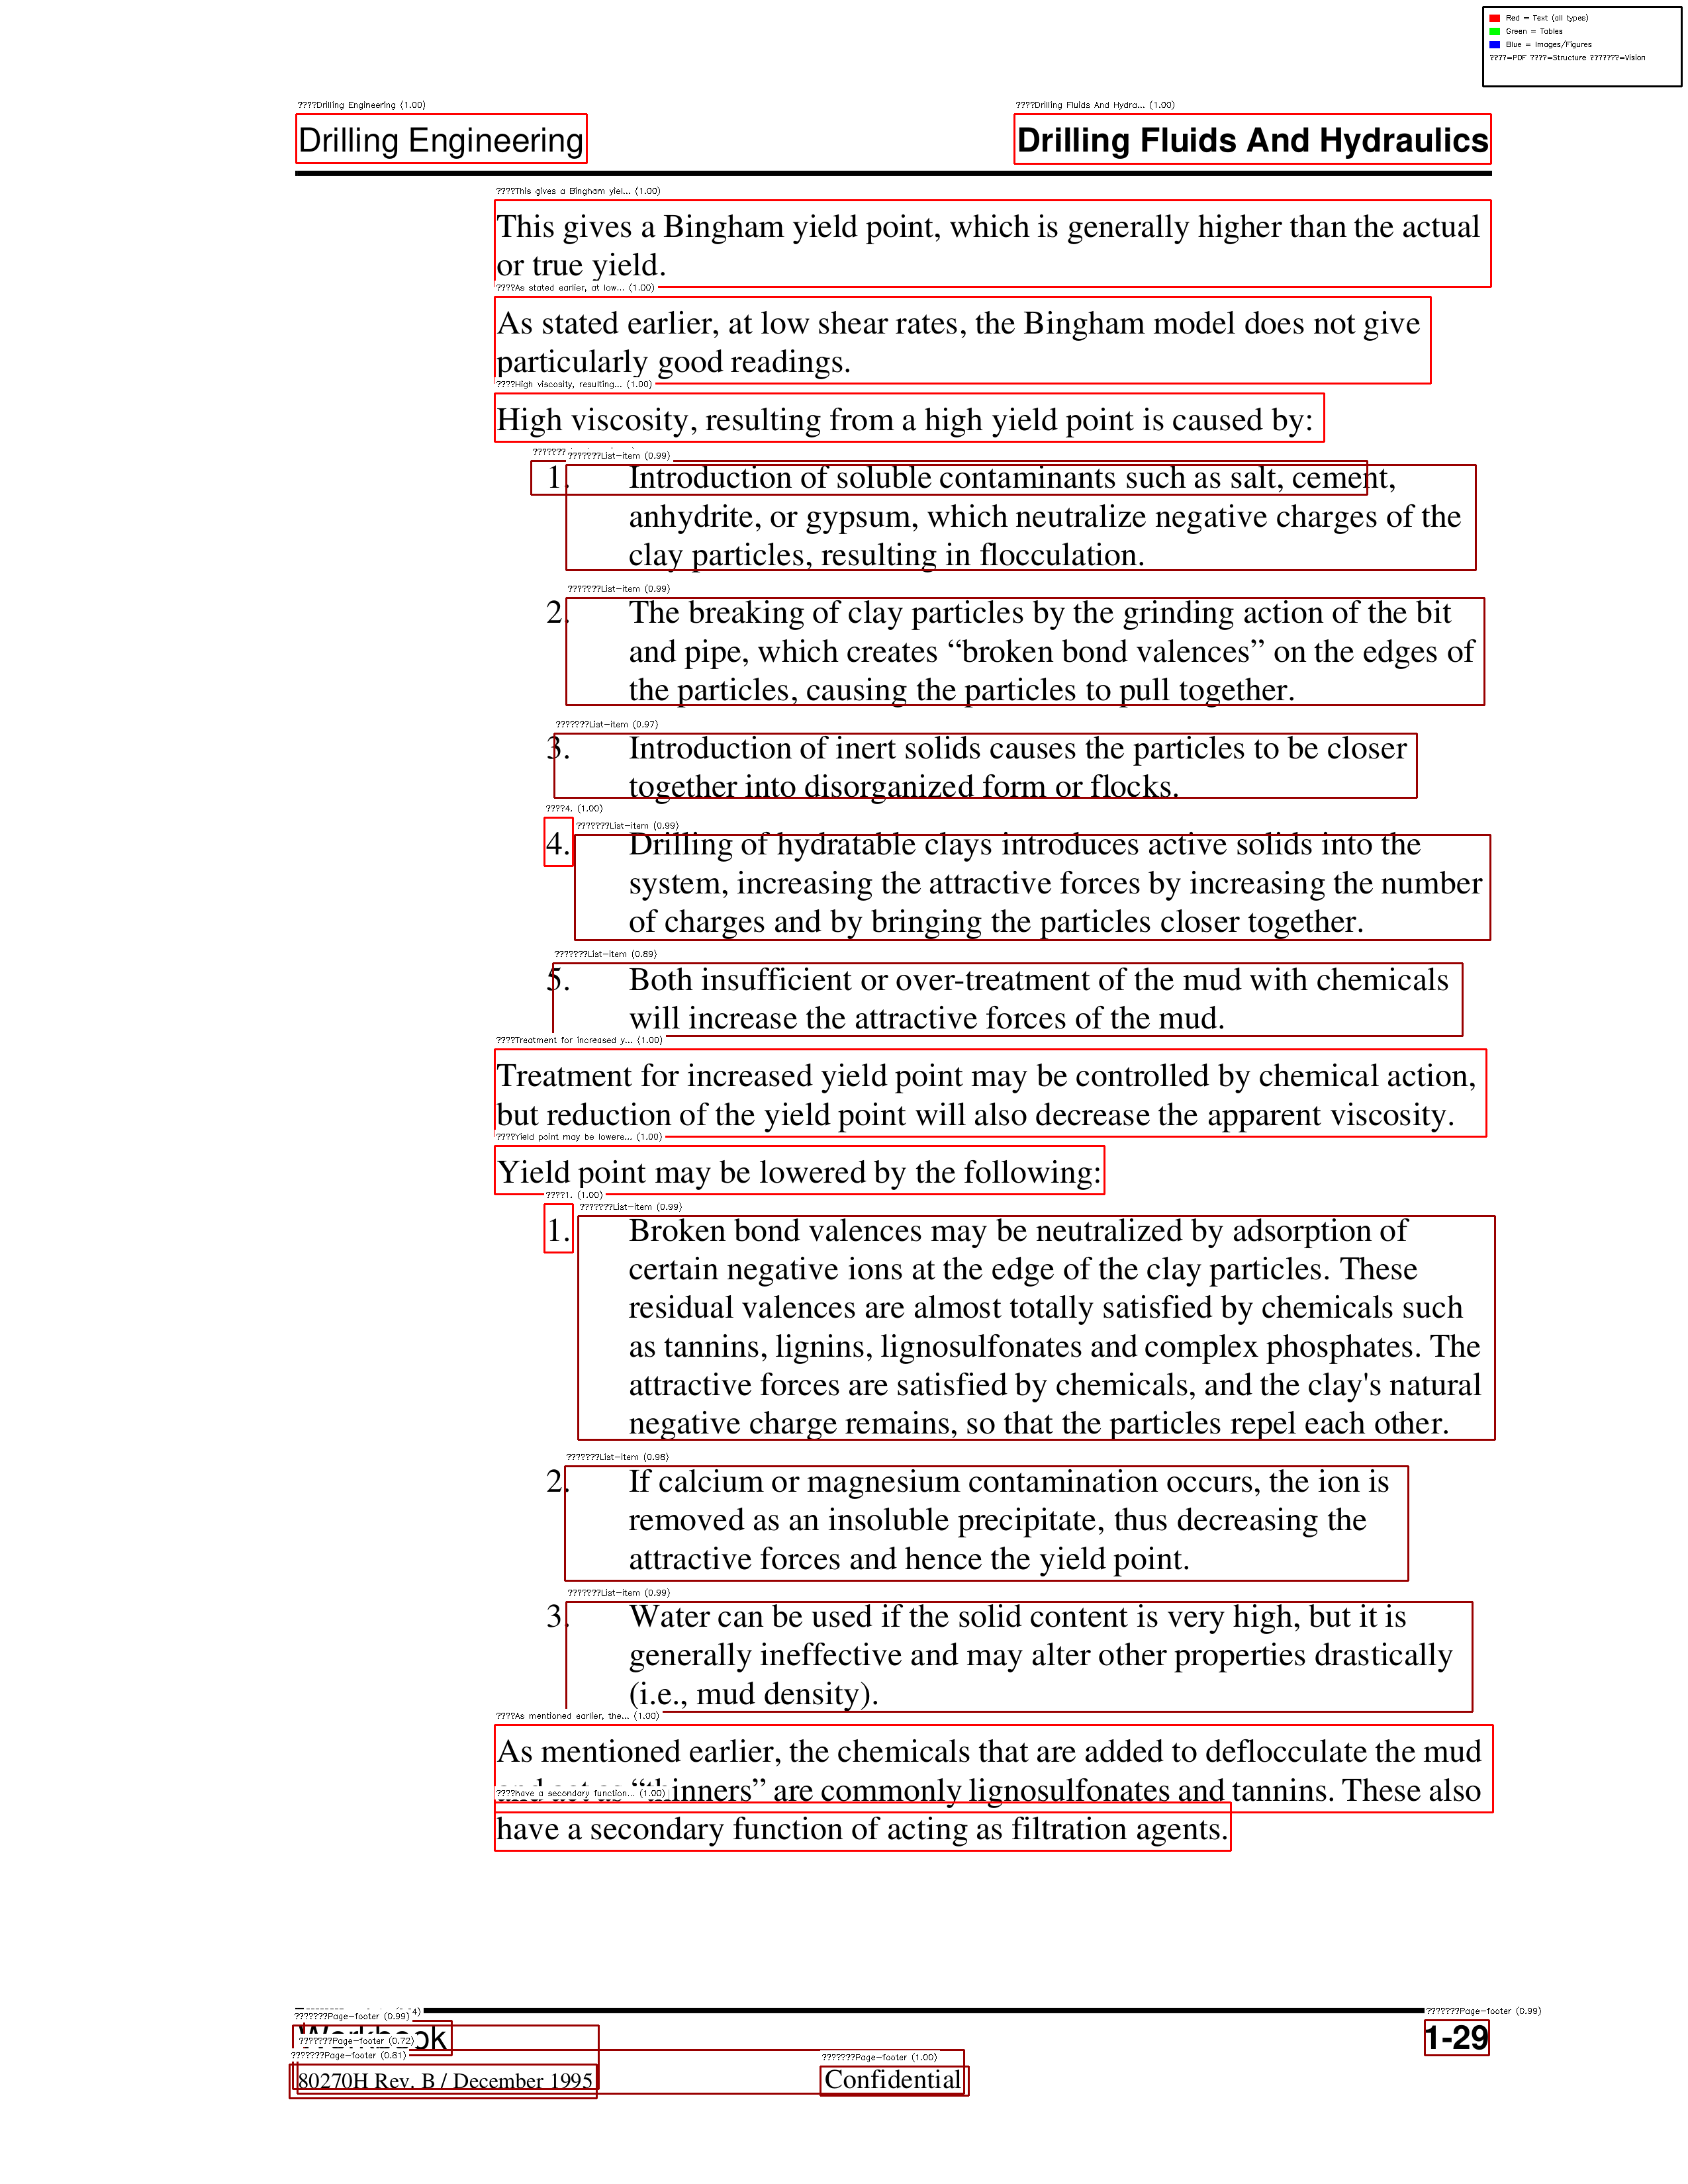 Red = Text (all types)
Green = Tables
Blue = Images/Figures
????=PDF ????=Structure ???????=Vision
????Drilling Engineering (1.00)
????Drilling Fluids And Hydra... (1.00)
Drilling Engineering
Drilling Fluids And Hydraulics
????This gives a Bingham yiel... (1.00)
This gives a Bingham yield point, which is generally higher than the actual
or true yield.
????As stated earlier, at low... (1.00)
As stated earlier, at low shear rates, the Bingham model does not give
particularly good readings.
????High viscosity, resulting... (1.00)
High viscosity, resulting from a high yield point is caused by:
???????
???????List-item (0.99)
1. Introduction of soluble contaminants such as salt, cement,
anhydrite, or gypsum, which neutralize negative charges of the
clay particles, resulting in flocculation.
???????List-item (0.99)
2. The breaking of clay particles by the grinding action of the bit
and pipe, which creates “broken bond valences” on the edges of
the particles, causing the particles to pull together.
???????List-item (0.97)
3. Introduction of inert solids causes the particles to be closer
together into disorganized form or flocks.
????4. (1.00)
???????List-item (0.99)
4. Drilling of hydratable clays introduces active solids into the
system, increasing the attractive forces by increasing the number
of charges and by bringing the particles closer together.
???????List-item (0.89)
5. Both insufficient or over-treatment of the mud with chemicals
will increase the attractive forces of the mud.
????Treatment for increased y... (1.00)
Treatment for increased yield point may be controlled by chemical action,
but reduction of the yield point will also decrease the apparent viscosity.
????Yield point may be lowere... (1.00)
Yield point may be lowered by the following:
????1. (1.00)
???????List-item (0.99)
1. Broken bond valences may be neutralized by adsorption of
certain negative ions at the edge of the clay particles. These
residual valences are almost totally satisfied by chemicals such
as tannins, lignins, lignosulfonates and complex phosphates. The
attractive forces are satisfied by chemicals, and the clay's natural
negative charge remains, so that the particles repel each other.
???????List-item (0.98)
2. If calcium or magnesium contamination occurs, the ion is
removed as an insoluble precipitate, thus decreasing the
attractive forces and hence the yield point.
???????List-item (0.99)
3. Water can be used if the solid content is very high, but it is
generally ineffective and may alter other properties drastically
(i.e., mud density).
????As mentioned earlier, the... (1.00)
As mentioned earlier, the chemicals that are added to deflocculate the mud
and act as “thinners” are commonly lignosulfonates and tannins. These also
????have a secondary function... (1.00)
have a secondary function of acting as filtration agents.
???????Page-footer (0.99)
???????Page-footer (0.99)
Workbook
1-29
???????Page-footer (0.72)
???????Page-footer (0.81)
???????Page-footer (1.00)
80270H Rev. B / December 1995
Confidential